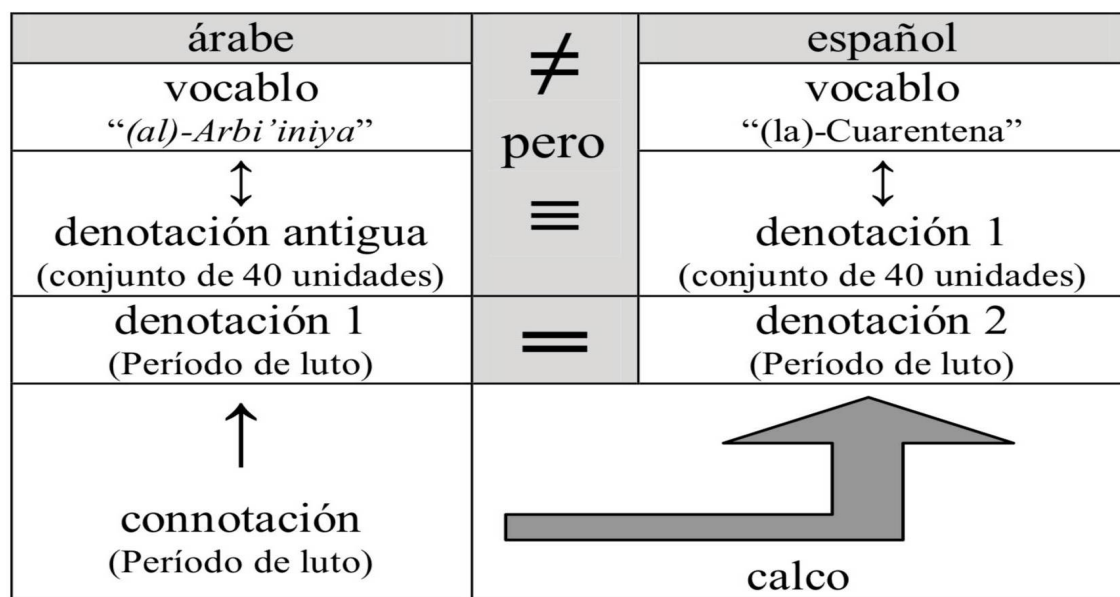 árabe
≠
español
vocablo
“(al)-Arbi’iniya”
pero
vocablo
“(la)-Cuarentena”
↕
denotación antigua
(conjunto de 40 unidades)
≡
↕
denotación 1
(conjunto de 40 unidades)
denotación 1
(Período de luto)
=
denotación 2
(Período de luto)
↑
connotación
(Período de luto)
calco